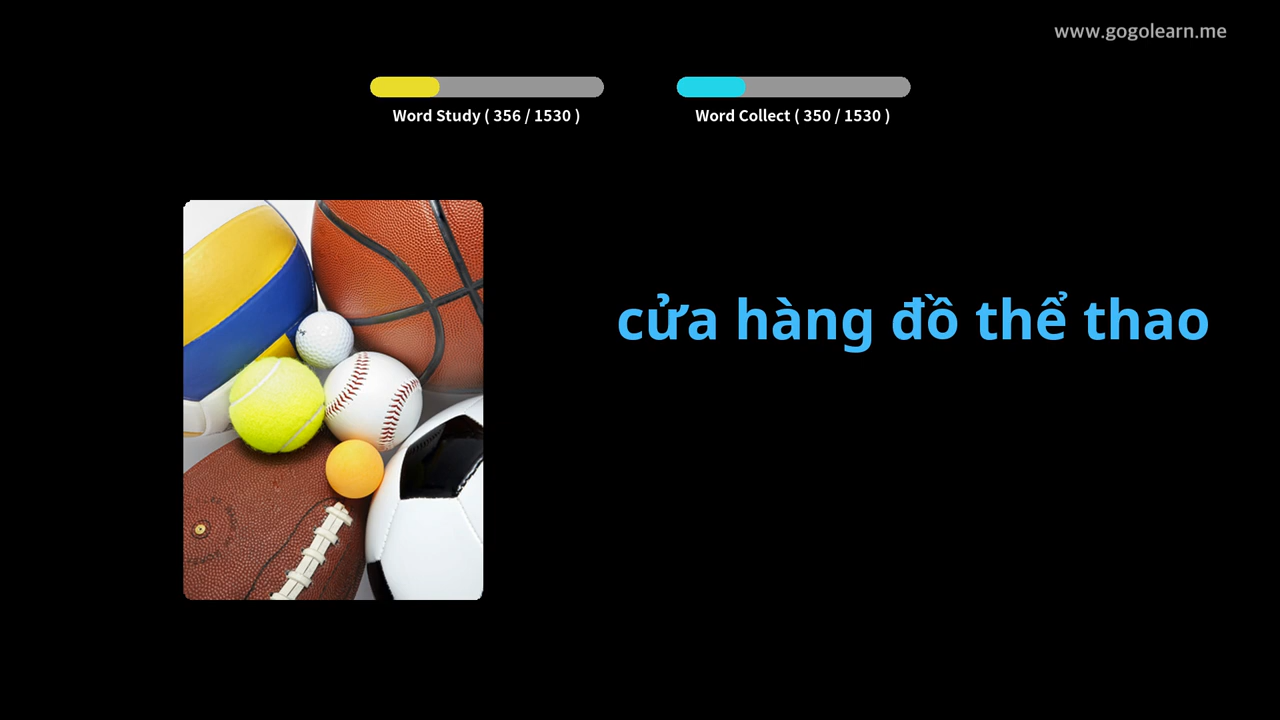 www.gogolearn.me
Word Study ( 356 / 1530 )
Word Collect ( 350 / 1530 )
cửa hàng đồ thể thao